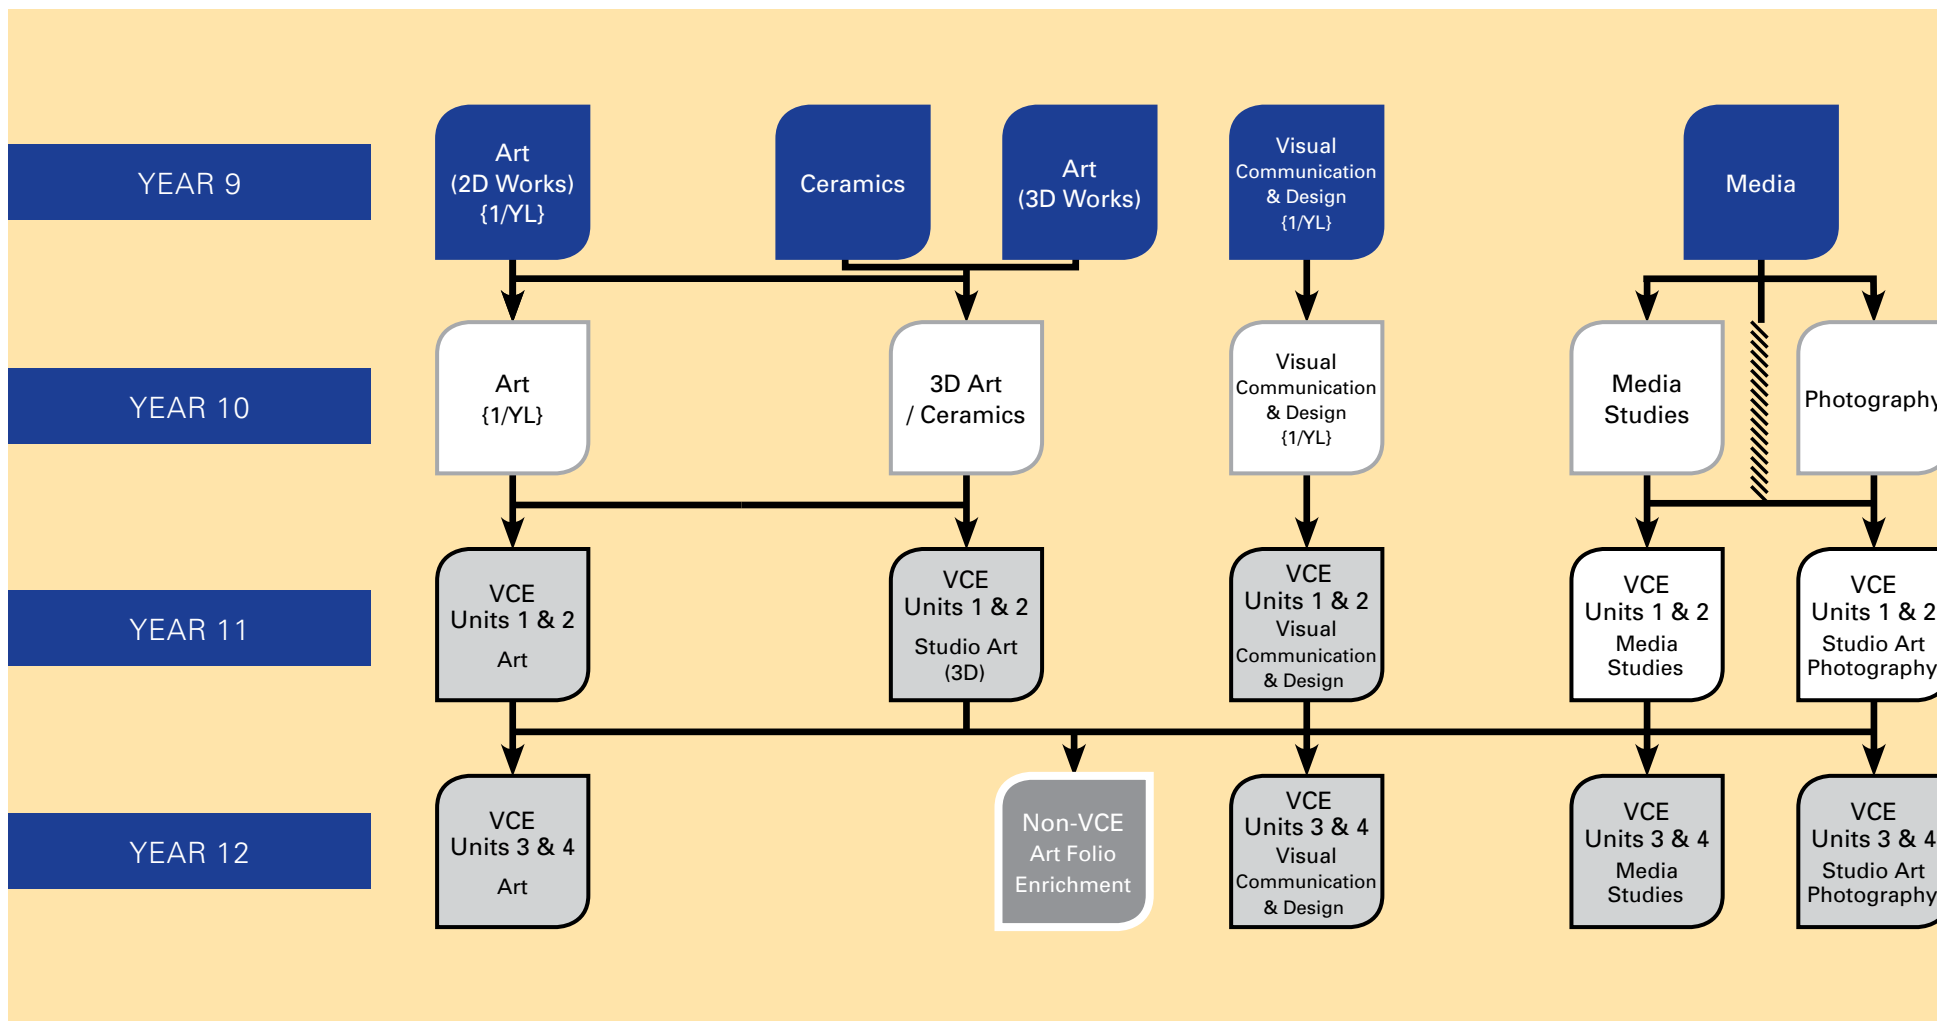 YEAR 9
Art
(2D Works)
{1/YL}
Ceramics
Art
(3D Works)
Visual
Communication
& Design
{1/YL}
Media
YEAR 10
Art
{1/YL}
3D Art
/ Ceramics
Visual
Communication
& Design
{1/YL}
Media
Studies
Photography
YEAR 11
VCE
Units 1 & 2
Art
VCE
Units 1 & 2
Studio Art
(3D)
VCE
Units 1 & 2
Visual
Communication
& Design
VCE
Units 1 & 2
Media
Studies
VCE
Units 1 & 2
Studio Art
Photography
YEAR 12
VCE
Units 3 & 4
Art
Non-VCE
Art Folio
Enrichment
VCE
Units 3 & 4
Visual
Communication
& Design
VCE
Units 3 & 4
Media
Studies
VCE
Units 3 & 4
Studio Art
Photography